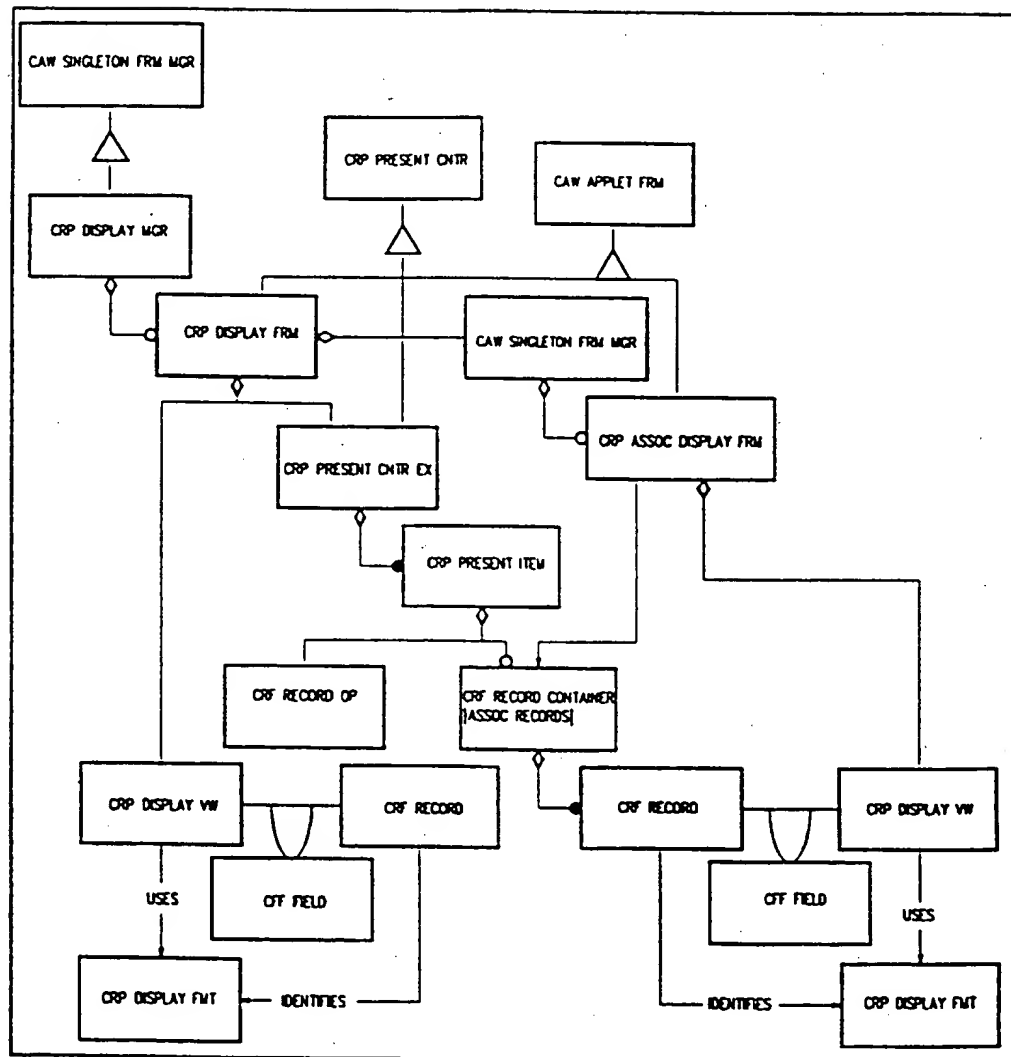 CAW SINGLETON FRM MGR
CRP PRESENT CNTR
CAW APPLET FRM
CRP DISPLAY MGR
CRP DISPLAY FRM
CAW SINGLETON FRM MGR
CRP ASSOC DISPLAY FRM
CRP PRESENT CNTR EX
CRP PRESENT ITEM
CRF RECORD OP
CRF RECORD CONTAINER
}ASSOC RECORDS{
CRP DISPLAY VW
CRF RECORD
CRF RECORD
CRP DISPLAY VW
CFF FIELD
CFF FIELD
USES
USES
CRP DISPLAY FMT
IDENTIFIES
IDENTIFIES
CRP DISPLAY FMT